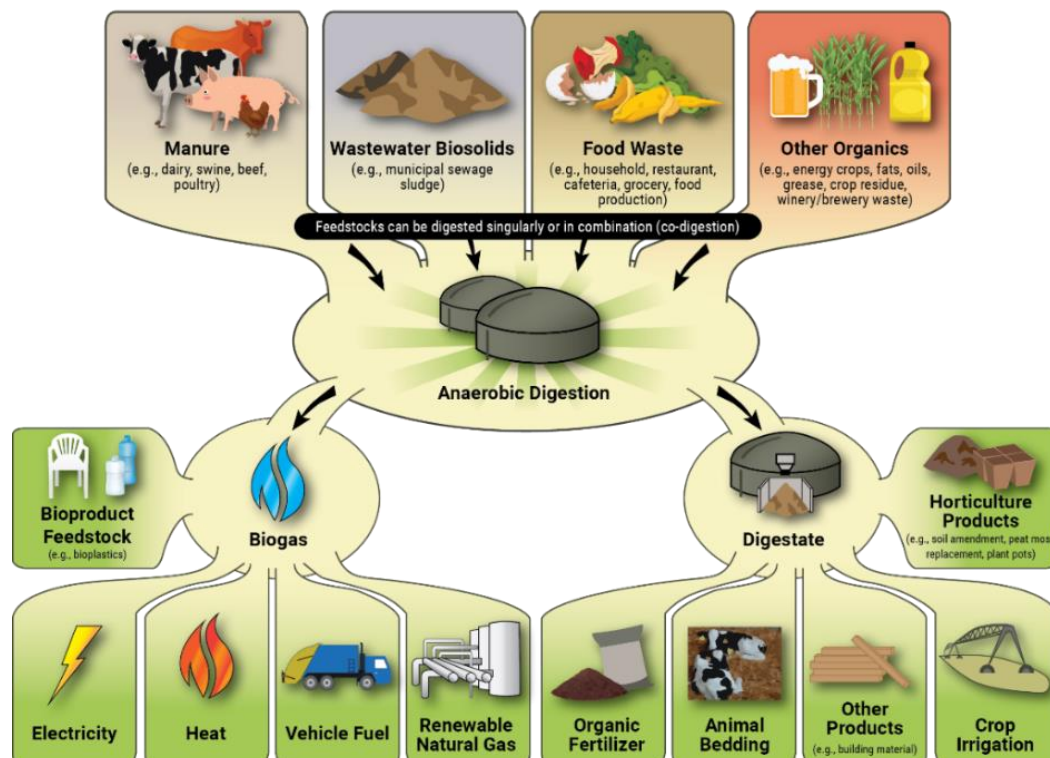 Manure
(e.g., dairy, swine, beef,
poultry)
Wastewater Biosolids
(e.g., municipal sewage
sludge)
Food Waste
(e.g., household, restaurant,
cafeteria, grocery, food
production)
Other Organics
(e.g., energy crops, fats, oils,
grease, crop residue,
winery/brewery waste)
Feedstocks can be digested singularly or in combination (co-digestion)
Anaerobic Digestion
Bioproduct
Feedstock
(e.g., bioplastics)
Biogas
Digestate
Horticulture
Products
(e.g., soil amendment, peat mos
replacement, plant pots)
Electricity
Heat
Vehicle Fuel
Renewable
Natural Gas
Organic
Fertilizer
Animal
Bedding
Other
Products
(e.g., building material)
Crop
Irrigation